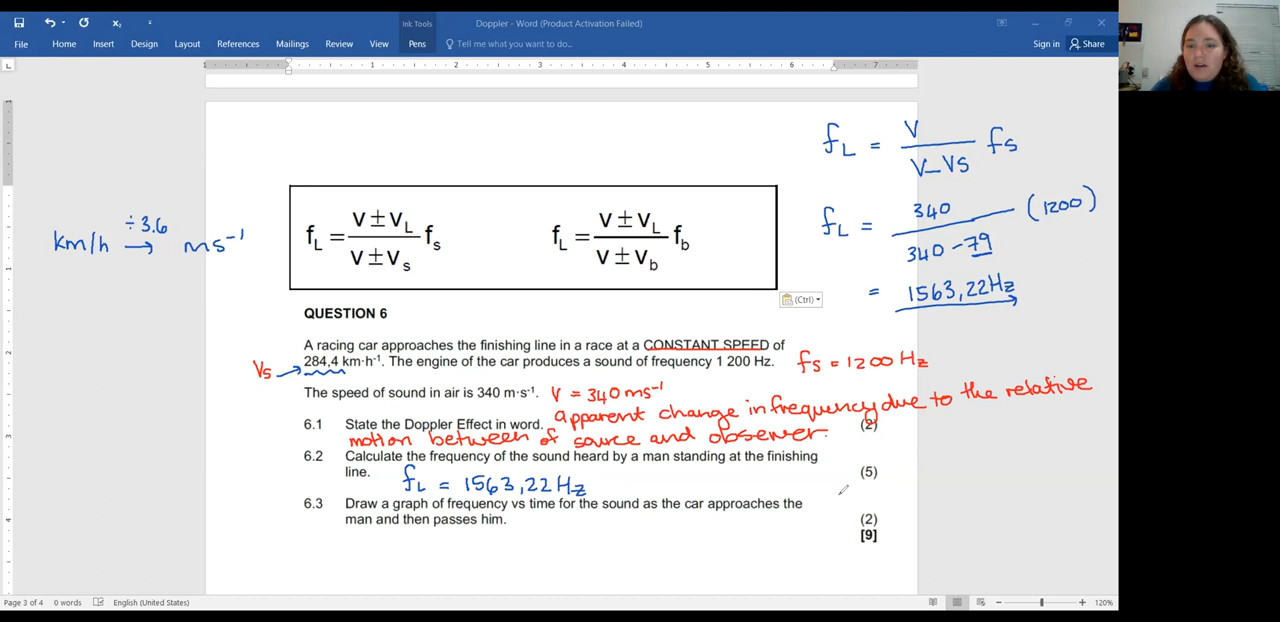 Ink Tools
Doppler - Word (Product Activation Failed)
File Home Insert Design Layout References Mailings Review View Pens Tell me what you want to do... Sign in Share
1 1 2 3 4 5 6 7
f_L = V / V - Vs fs
f_L = 340 / 340 - 79 (1200)
= 1563,22Hz
km/h ÷3.6 → ms⁻¹
f_L = (v ± v_L) / (v ± v_s) f_s
f_L = (v ± v_L) / (v ± v_b) f_b
(Ctrl)
QUESTION 6
A racing car approaches the finishing line in a race at a CONSTANT SPEED of
Vs → 284,4 km·h⁻¹. The engine of the car produces a sound of frequency 1 200 Hz. fs = 1200 Hz
The speed of sound in air is 340 m·s⁻¹. V = 340 ms⁻¹
6.1 State the Doppler Effect in word. (2)
apparent change in frequency due to the relative
motion between of source and observer.
6.2 Calculate the frequency of the sound heard by a man standing at the finishing
line. (5)
f_L = 1563,22 Hz
6.3 Draw a graph of frequency vs time for the sound as the car approaches the
man and then passes him. (2)
[9]
Page 3 of 4 0 words English (United States) 120%